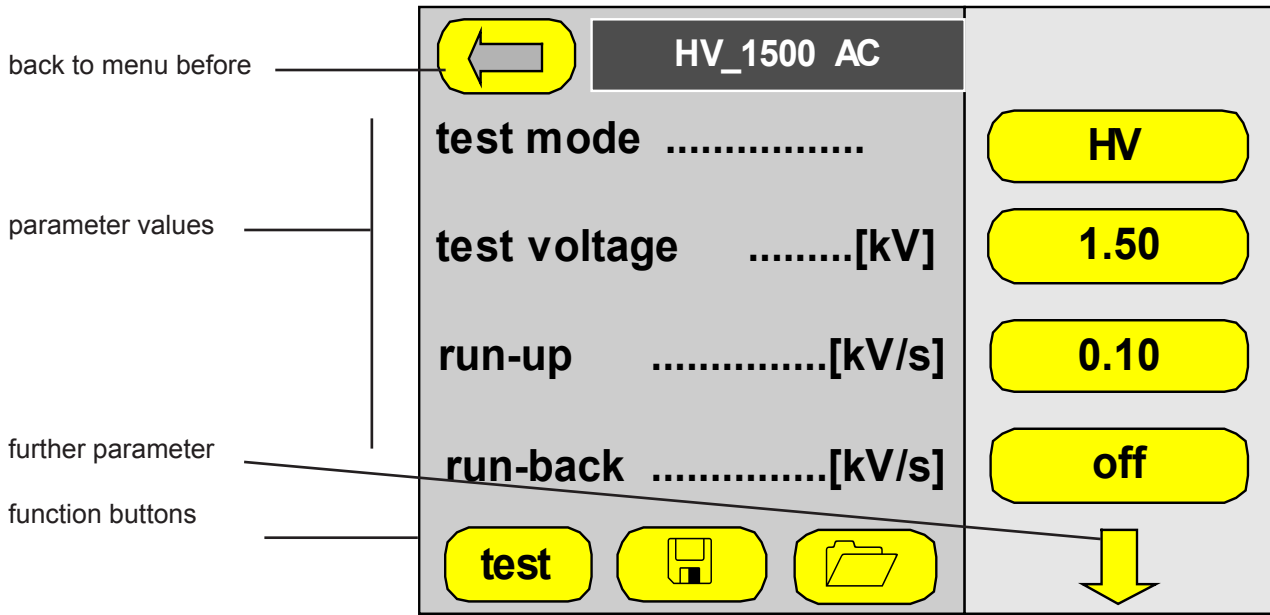 back to menu before
HV_1500 AC
test mode .................
HV
parameter values
test voltage .........[kV]
1.50
run-up ...............[kV/s]
0.10
further parameter
run-back ...............[kV/s]
off
function buttons
test